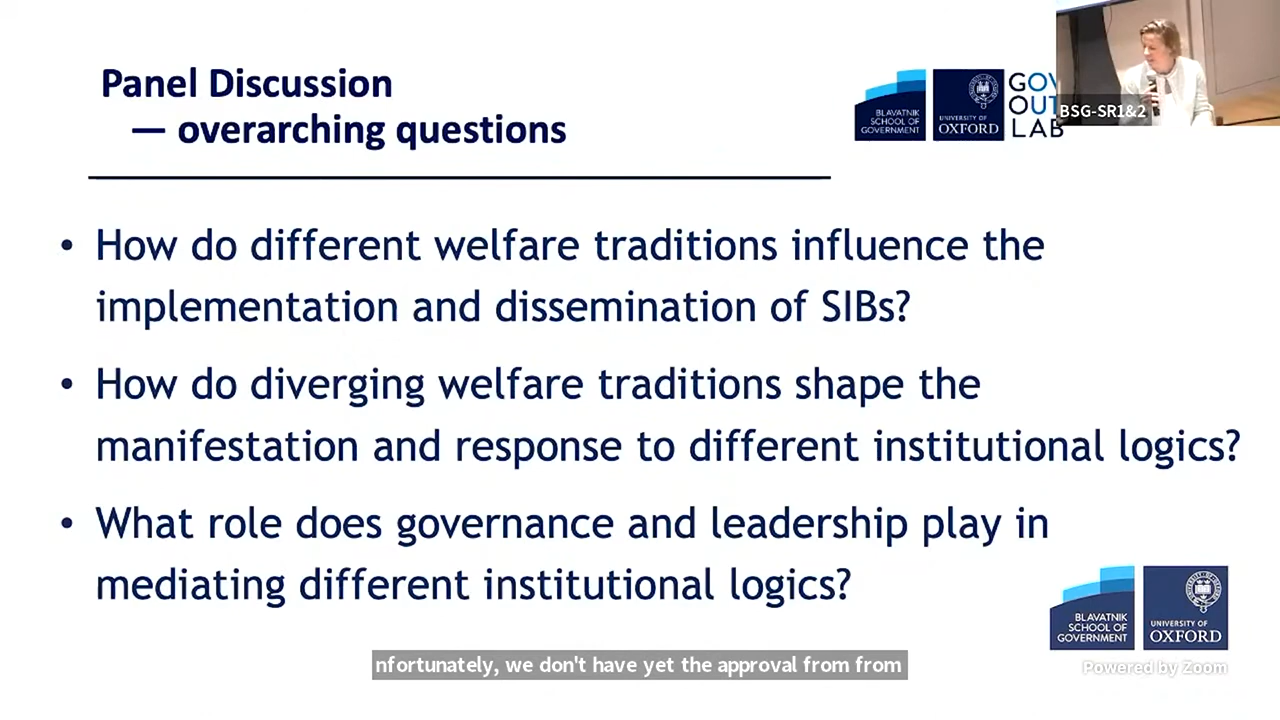 Panel Discussion
— overarching questions
BLAVATNIK
SCHOOL OF
GOVERNMENT
UNIVERSITY OF
OXFORD
GOV
OUT
LAB
BSG-SR1&2
• How do different welfare traditions influence the
implementation and dissemination of SIBs?
• How do diverging welfare traditions shape the
manifestation and response to different institutional logics?
• What role does governance and leadership play in
mediating different institutional logics?
BLAVATNIK
SCHOOL OF
GOVERNMENT
UNIVERSITY OF
OXFORD
nfortunately, we don't have yet the approval from from
Powered by Zoom